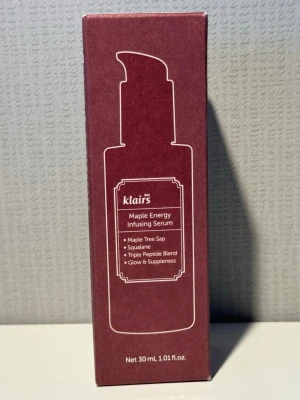 dear,
klairs
Maple Energy
Infusing Serum
• Maple Tree Sap
• Squalane
• Triple Peptide Blend
• Glow & Suppleness
Net 30 mL 1.01 fl.oz.